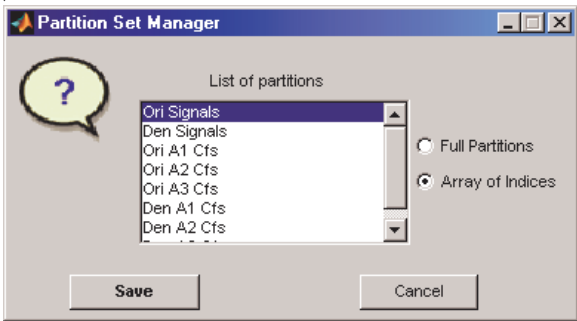 Partition Set Manager
?
List of partitions
Ori Signals
Den Signals
Ori A1 Cfs
Ori A2 Cfs
Ori A3 Cfs
Den A1 Cfs
Den A2 Cfs
Full Partitions
Array of Indices
Save
Cancel